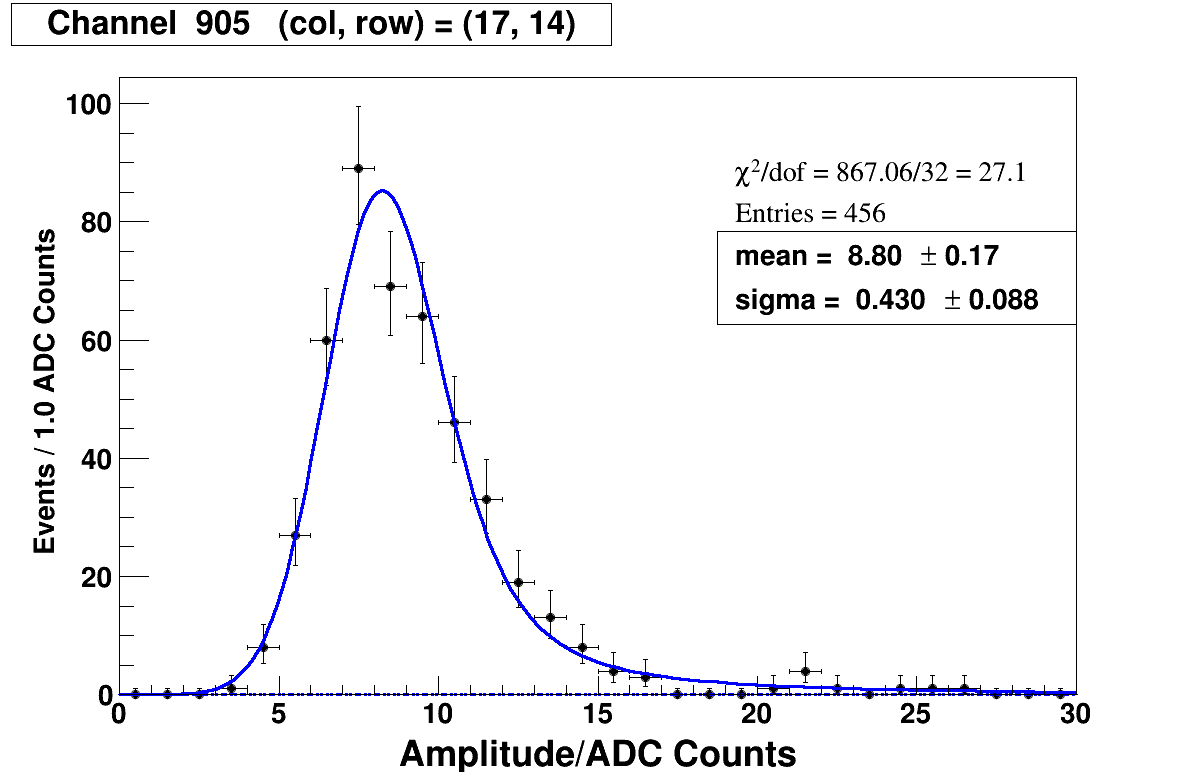 Channel 905 (col, row) = (17, 14)
100
80
60
40
20
0
Events / 1.0 ADC Counts
χ²/dof = 867.06/32 = 27.1
Entries = 456
mean = 8.80 ± 0.17
sigma = 0.430 ± 0.088
0 5 10 15 20 25 30
Amplitude/ADC Counts